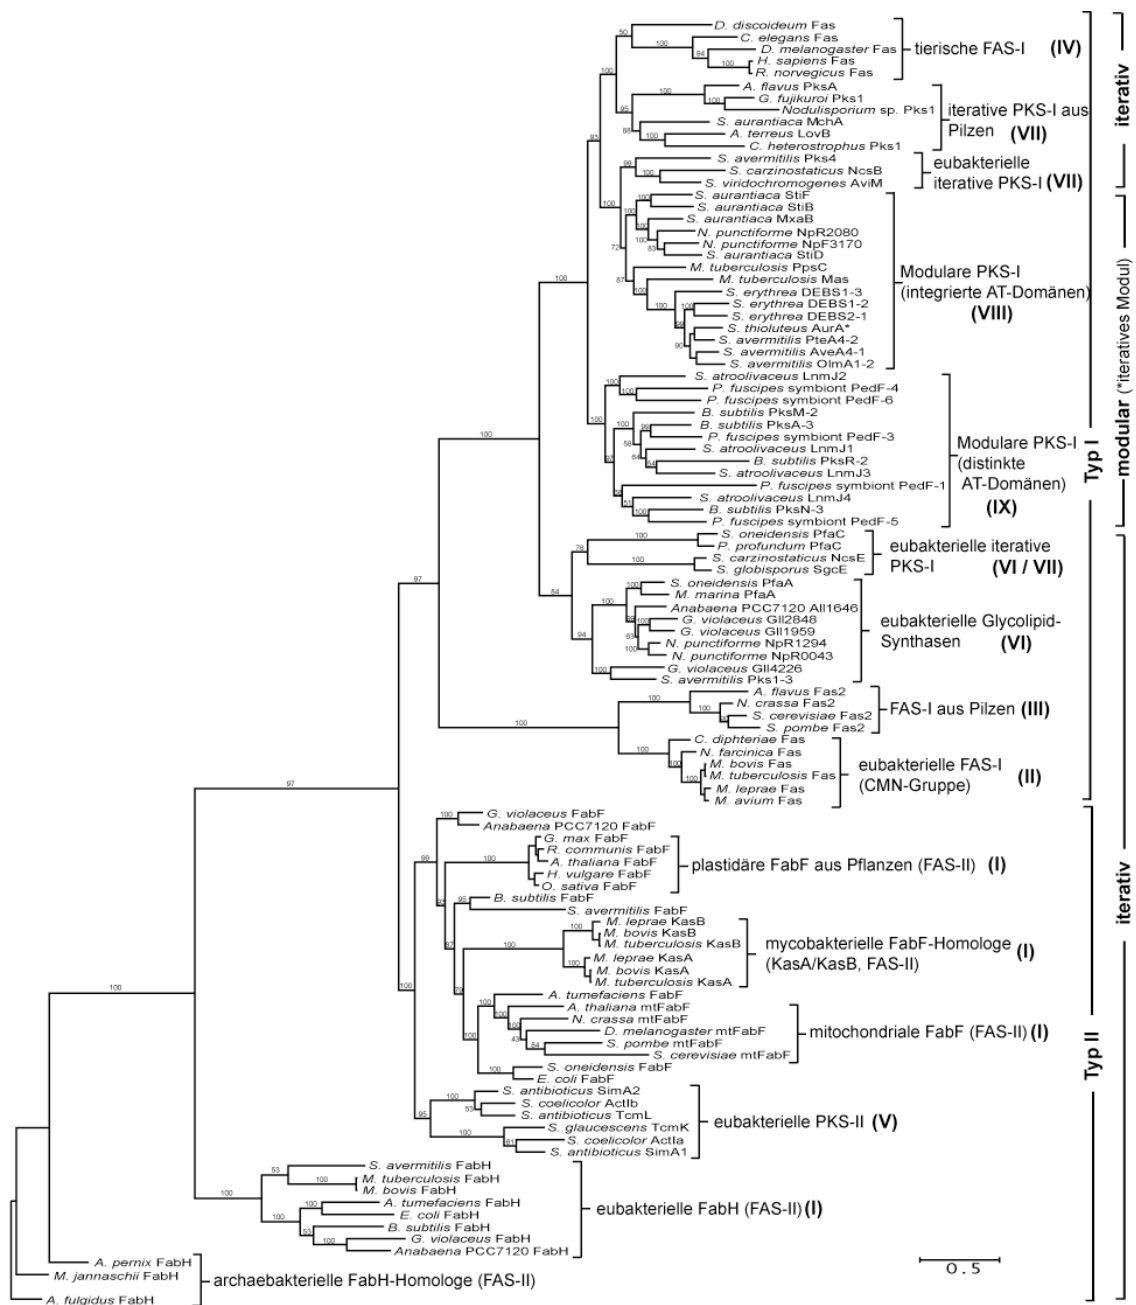 D. discoideum Fas
C. elegans Fas
D. melanogaster Fas
H. sapiens Fas
R. norvegicus Fas
tierische FAS-I (IV)
A. flavus PksA
G. fujikuroi Pks1
Nodulisporium sp. Pks1
S. aurantiaca MchA
A. terreus LovB
C. heterostrophus Pks1
iterative PKS-I aus
Pilzen (VII)
S. avermitilis Pks4
S. carzinostaticus NcsB
S. viridochromogenes AviM
eubakterielle
iterative PKS-I (VII)
S. aurantiaca StiF
S. aurantiaca StiB
S. aurantiaca MxaB
N. punctiforme NpR2080
N. punctiforme NpF3170
S. aurantiaca StiD
M. tuberculosis PpsC
M. tuberculosis Mas
S. erythrea DEBS1-3
S. erythrea DEBS1-2
S. erythrea DEBS2-1
S. thioluteus AurA*
S. avermitilis PteA4-2
S. avermitilis AveA4-1
S. avermitilis OlmA1-2
Modulare PKS-I
(integrierte AT-Domänen)
(VIII)
S. atroolivaceus LnmJ2
P. fuscipes symbiont PedF-4
P. fuscipes symbiont PedF-6
B. subtilis PksM-2
B. subtilis PksA-3
P. fuscipes symbiont PedF-3
S. atroolivaceus LnmJ1
B. subtilis PksR-2
S. atroolivaceus LnmJ3
P. fuscipes symbiont PedF-1
S. atroolivaceus LnmJ4
B. subtilis PksN-3
P. fuscipes symbiont PedF-5
Modulare PKS-I
(distinkte
AT-Domänen)
(IX)
S. oneidensis PfaC
P. profundum PfaC
S. carzinostaticus NcsE
S. globisporus SgcE
eubakterielle iterative
PKS-I (VI / VII)
S. oneidensis PfaA
M. marina PfaA
Anabaena PCC7120 All1646
G. violaceus Gll2848
G. violaceus Gll1959
N. punctiforme NpR1294
N. punctiforme NpR0043
G. violaceus Gll4226
S. avermitilis Pks1-3
eubakterielle Glycolipid-
Synthasen (VI)
A. flavus Fas2
N. crassa Fas2
S. cerevisiae Fas2
S. pombe Fas2
FAS-I aus Pilzen (III)
C. diphteriae Fas
N. farcinica Fas
M. bovis Fas
M. tuberculosis Fas
M. leprae Fas
M. avium Fas
eubakterielle FAS-I
(CMN-Gruppe) (II)
G. violaceus FabF
Anabaena PCC7120 FabF
G. max FabF
R. communis FabF
A. thaliana FabF
H. vulgare FabF
O. sativa FabF
plastidäre FabF aus Pflanzen (FAS-II) (I)
B. subtilis FabF
S. avermitilis FabF
M. leprae KasB
M. bovis KasB
M. tuberculosis KasB
M. leprae KasA
M. bovis KasA
M. tuberculosis KasA
mycobakterielle FabF-Homologe
(KasA/KasB, FAS-II) (I)
A. tumefaciens FabF
A. thaliana mtFabF
N. crassa mtFabF
D. melanogaster mtFabF
S. pombe mtFabF
S. cerevisiae mtFabF
mitochondriale FabF (FAS-II) (I)
S. oneidensis FabF
E. coli FabF
S. antibioticus SimA2
S. coelicolor ActIb
S. antibioticus TcmL
S. glaucescens TcmK
S. coelicolor ActIa
S. antibioticus SimA1
eubakterielle PKS-II (V)
S. avermitilis FabH
M. tuberculosis FabH
M. bovis FabH
A. tumefaciens FabH
E. coli FabH
B. subtilis FabH
G. violaceus FabH
Anabaena PCC7120 FabH
eubakterielle FabH (FAS-II) (I)
A. pernix FabH
M. jannaschii FabH
A. fulgidus FabH
archaebakterielle FabH-Homologe (FAS-II)
0.5
Typ I
Typ II
iterativ
modular (*iteratives Modul)
iterativ